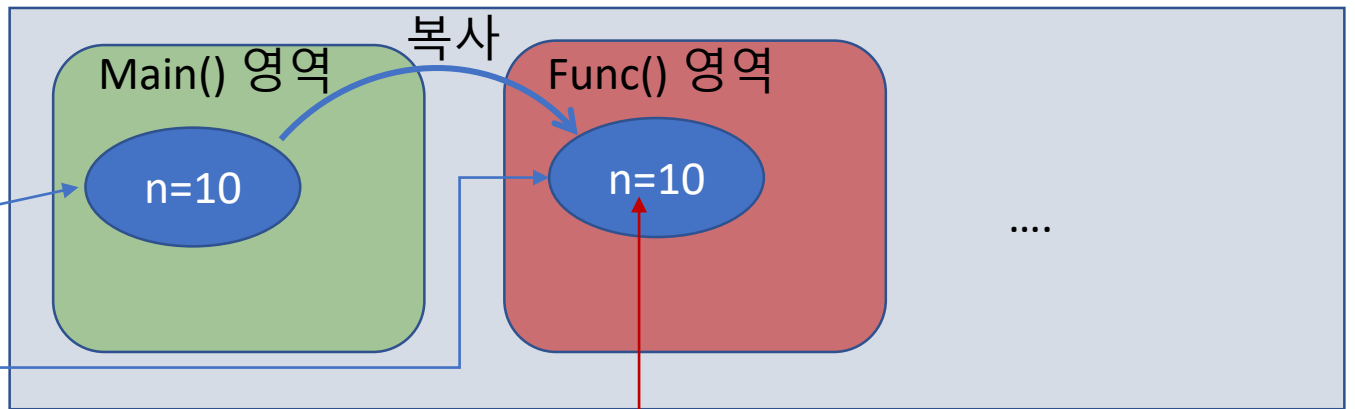 복사
Main() 영역
Func() 영역
n=10
n=10
....